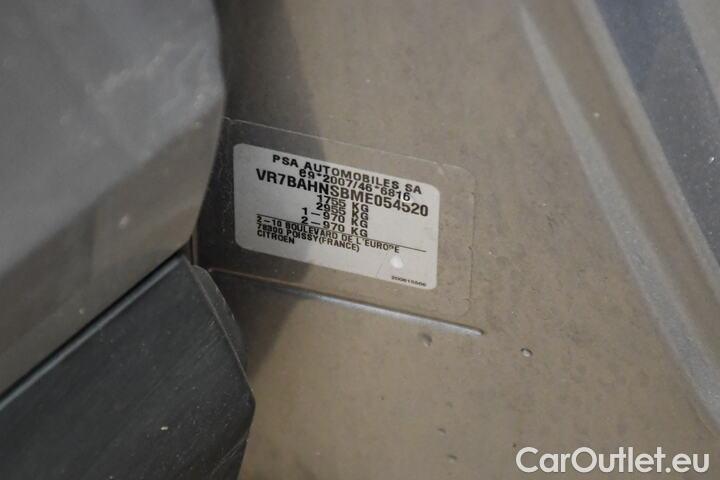 PSA AUTOMOBILES SA
e9*2007/46*6816
VR7BAHNSBME054520
1755 KG
2955 KG
1-970 KG
2-970 KG
2-10 BOULEVARD DE L'EUROPE
78300 POISSY(FRANCE)
CITROEN
CarOutlet.eu